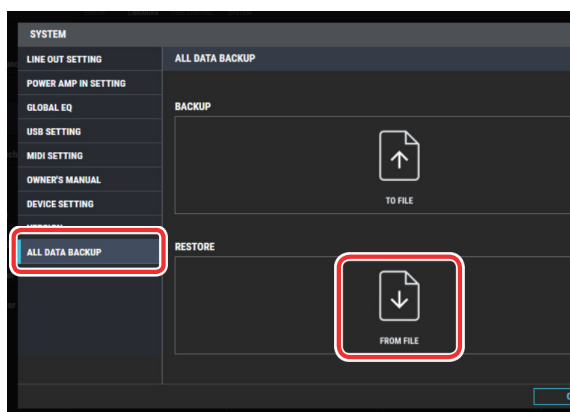 SYSTEM
LINE OUT SETTING
POWER AMP IN SETTING
GLOBAL EQ
USB SETTING
MIDI SETTING
OWNER'S MANUAL
DEVICE SETTING
VERSION
ALL DATA BACKUP
ALL DATA BACKUP
BACKUP
TO FILE
RESTORE
FROM FILE